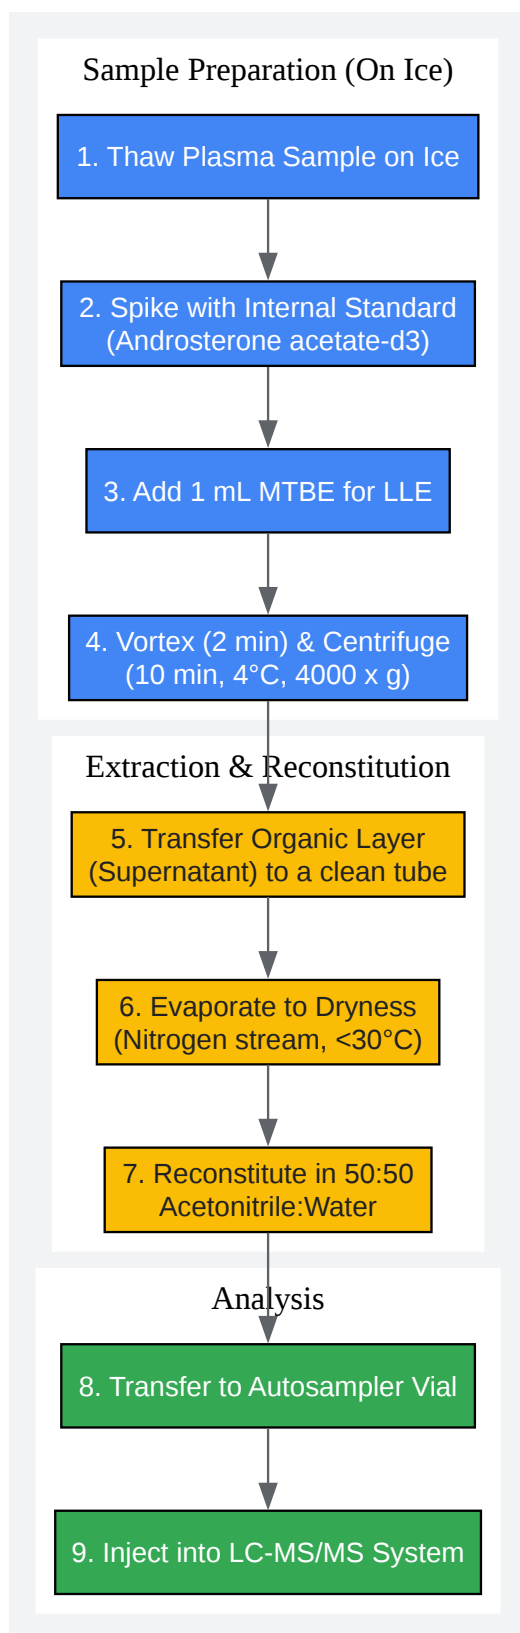 Sample Preparation (On Ice)
1. Thaw Plasma Sample on Ice
2. Spike with Internal Standard
(Androsterone acetate-d3)
3. Add 1 mL MTBE for LLE
4. Vortex (2 min) & Centrifuge
(10 min, 4°C, 4000 x g)
Extraction & Reconstitution
5. Transfer Organic Layer
(Supernatant) to a clean tube
6. Evaporate to Dryness
(Nitrogen stream, <30°C)
7. Reconstitute in 50:50
Acetonitrile:Water
Analysis
8. Transfer to Autosampler Vial
9. Inject into LC-MS/MS System